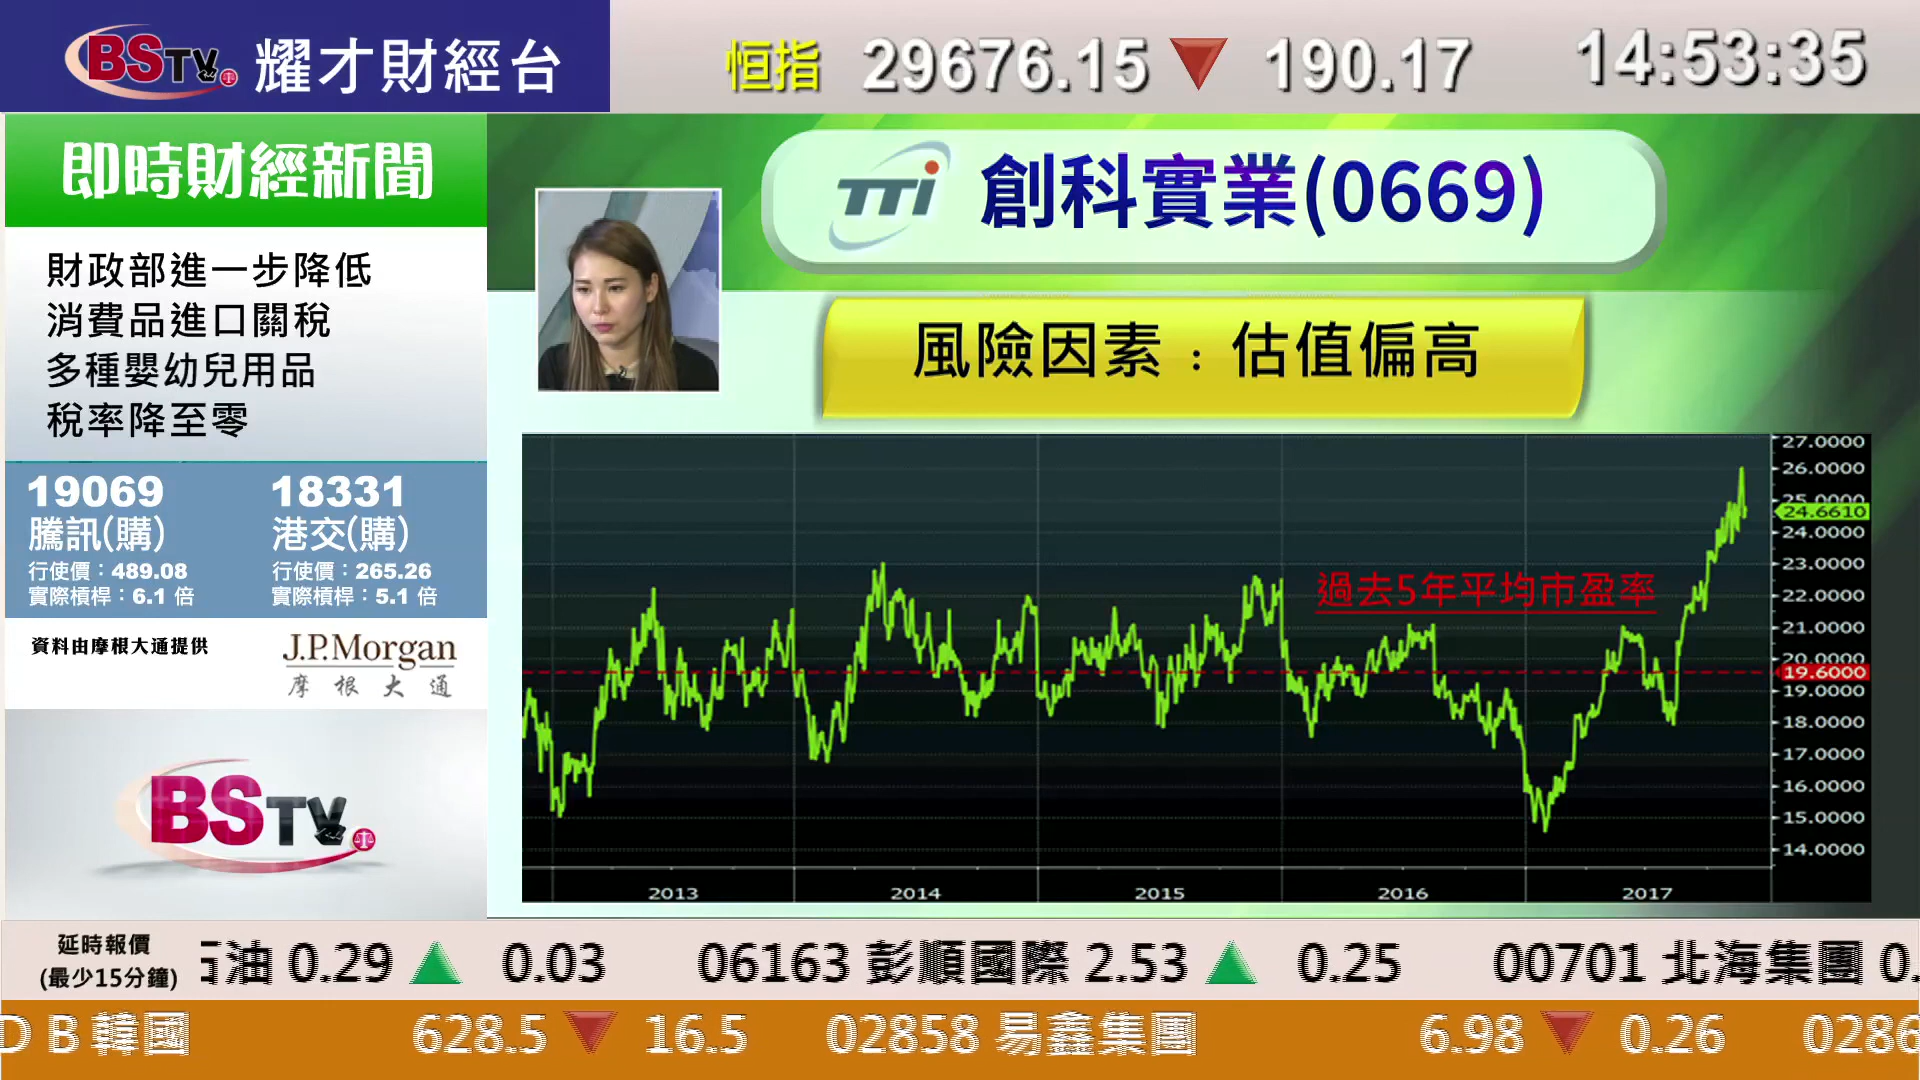 BSTV 耀才財經台
恒指 29676.15 ▼ 190.17 14:53:35
即時財經新聞
財政部進一步降低
消費品進口關稅
多種嬰幼兒用品
稅率降至零
19069
騰訊(購)
行使價：489.08
實際槓桿：6.1 倍
18331
港交(購)
行使價：265.26
實際槓桿：5.1 倍
資料由摩根大通提供
J.P.Morgan
摩根大通
BSTV
TTI 創科實業(0669)
風險因素：估值偏高
過去5年平均市盈率
27.0000
26.0000
25.0000
24.6610
24.0000
23.0000
22.0000
21.0000
20.0000
19.6000
19.0000
18.0000
17.0000
16.0000
15.0000
14.0000
2013 2014 2015 2016 2017
延時報價
(最少15分鐘)
石油 0.29 ▲ 0.03 06163 彭順國際 2.53 ▲ 0.25 00701 北海集團 0.
D B 韓國 628.5 ▼ 16.5 02858 易鑫集團 6.98 ▼ 0.26 0286